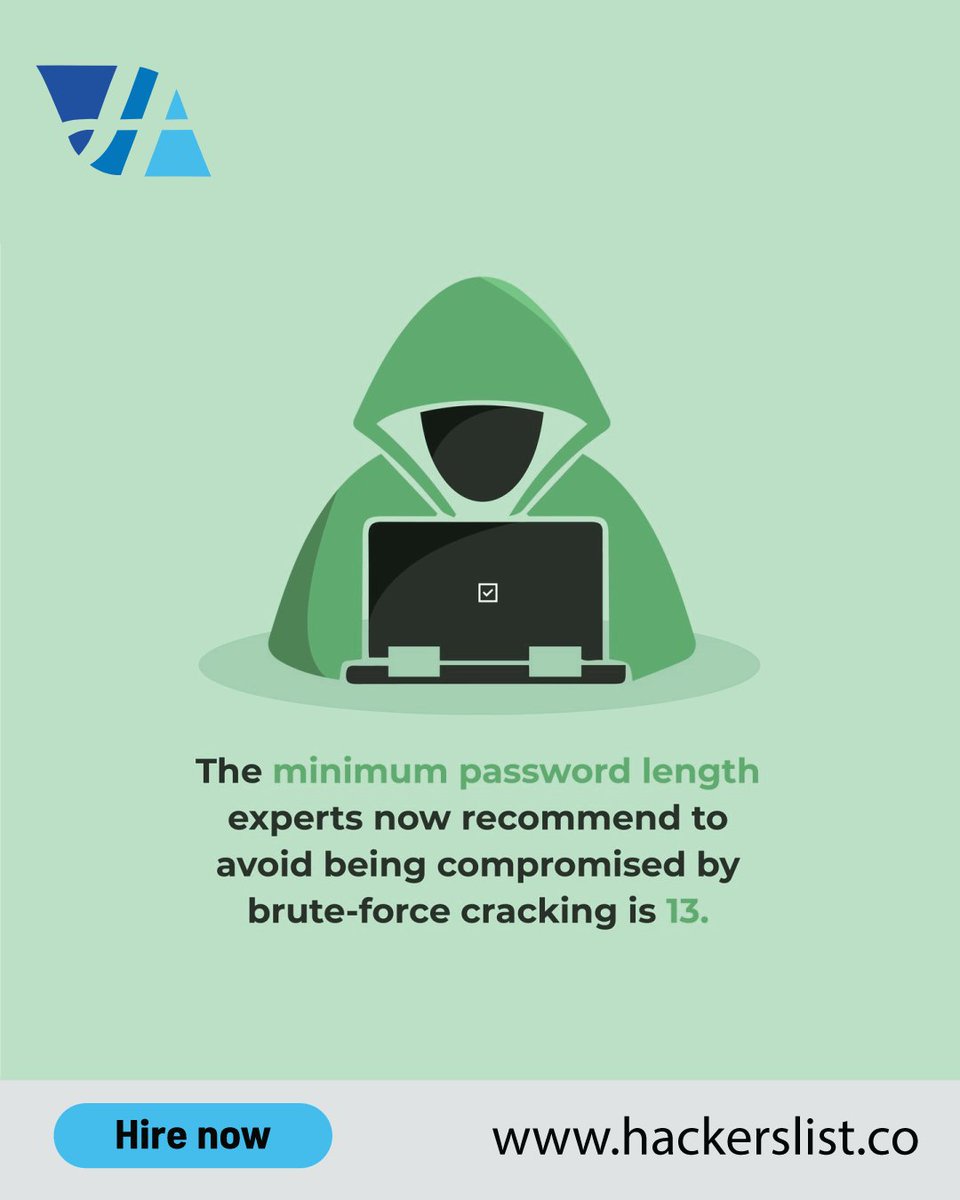 The minimum password length
experts now recommend to
avoid being compromised by
brute-force cracking is 13.
Hire now
www.hackerslist.co